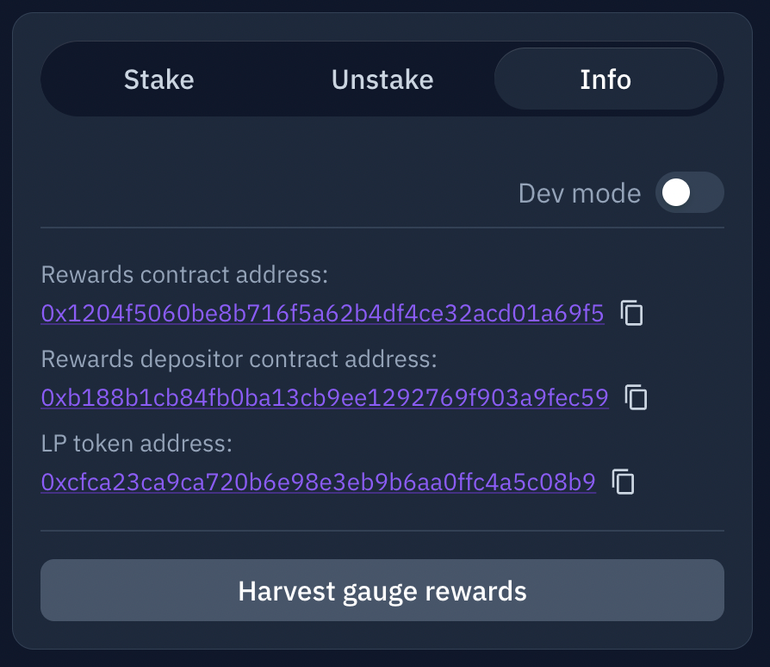 Stake Unstake Info
Dev mode
Rewards contract address:
0x1204f5060be8b716f5a62b4df4ce32acd01a69f5
Rewards depositor contract address:
0xb188b1cb84fb0ba13cb9ee1292769f903a9fec59
LP token address:
0xcfca23ca9ca720b6e98e3eb9b6aa0ffc4a5c08b9
Harvest gauge rewards